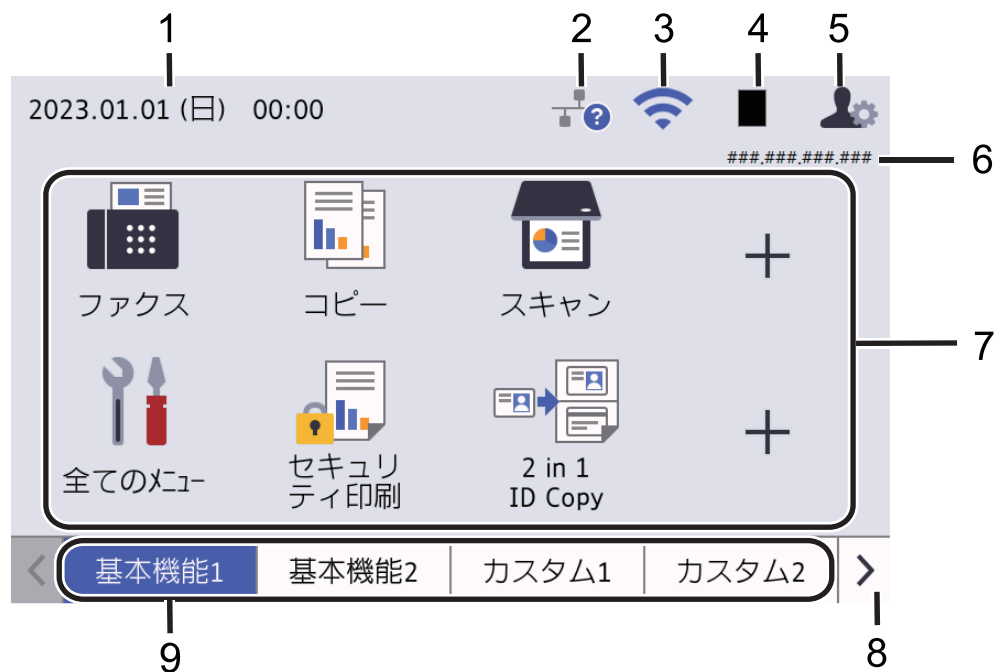 1
2
3
4
5
2023.01.01 (日) 00:00
?
###.###.###.###
6
ファクス
コピー
スキャン
7
全てのﾒﾆｭｰ
セキュリ
ティ印刷
2 in 1
ID Copy
基本機能1
基本機能2
カスタム1
カスタム2
8
9